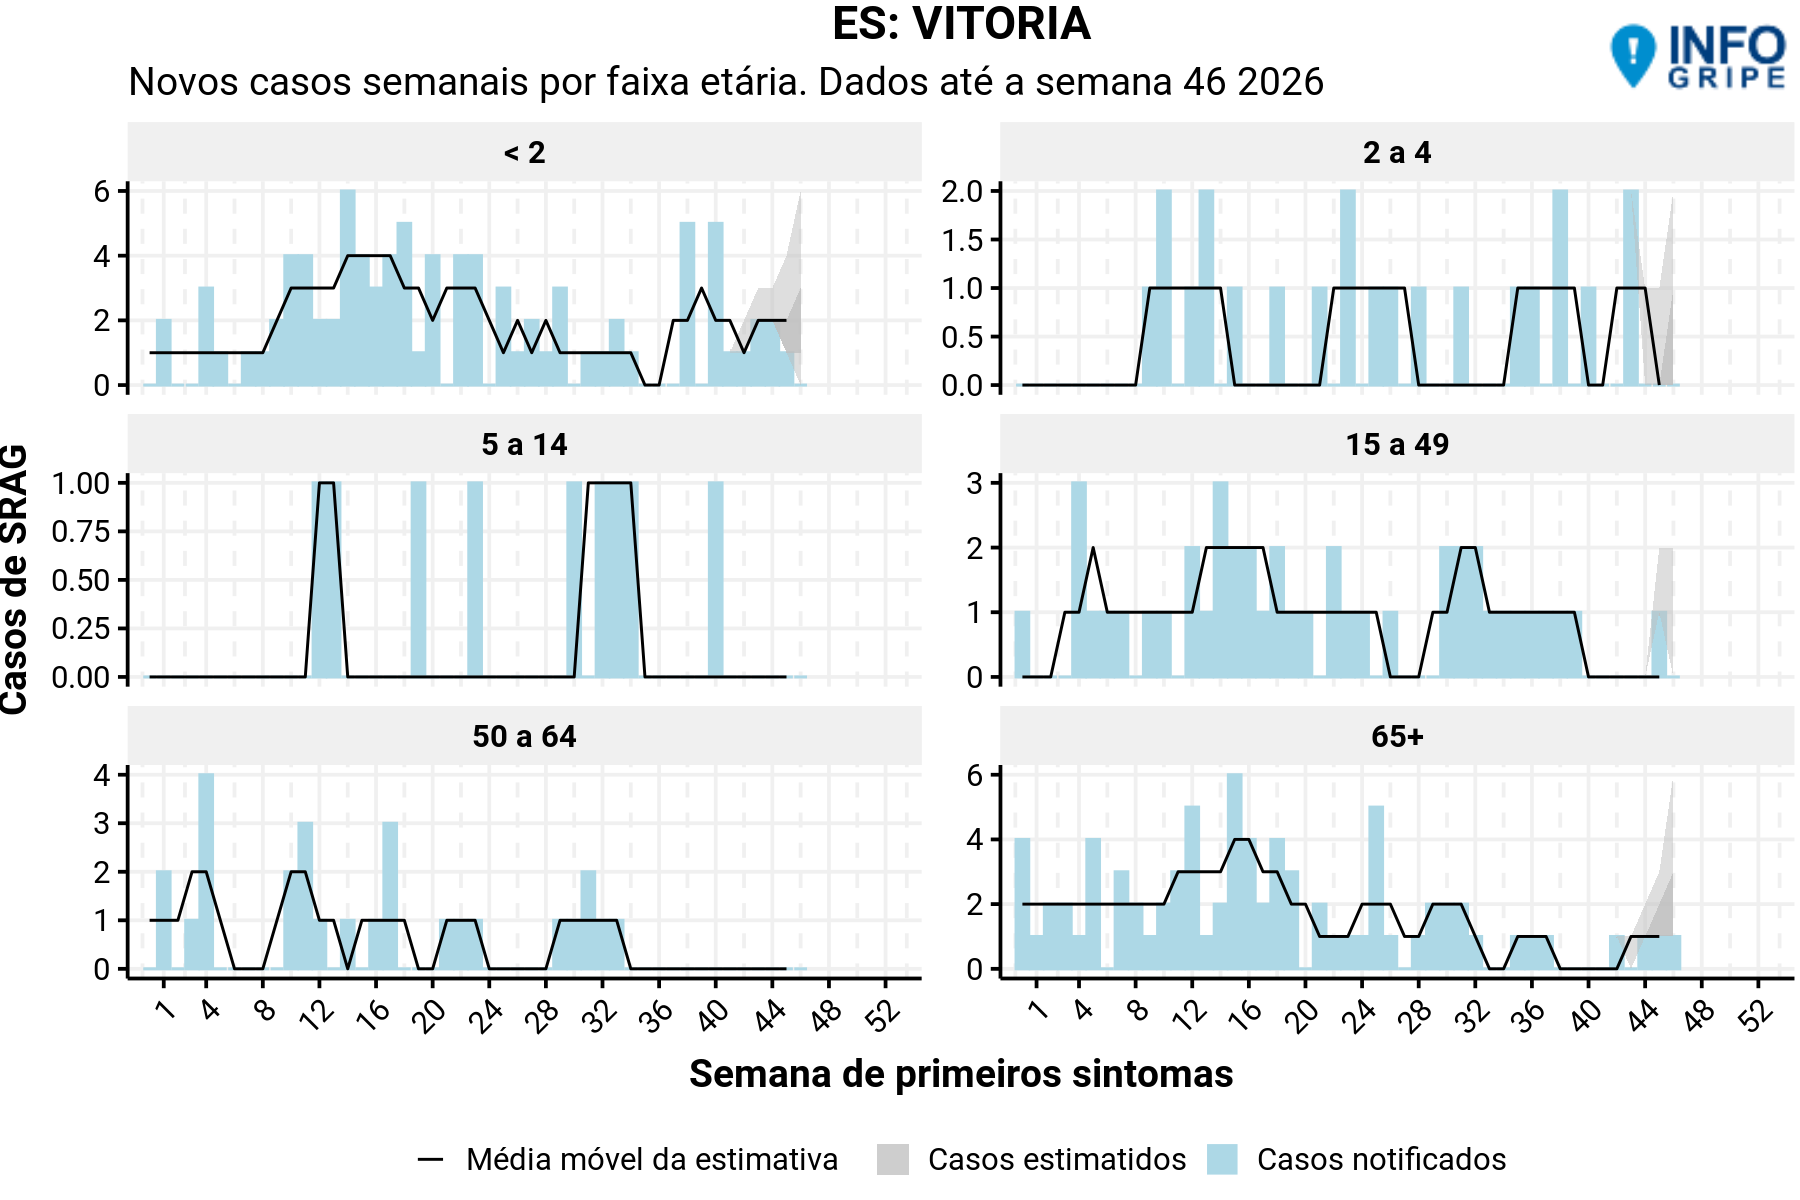 ES: VITORIA
INFO
GRIPE
Novos casos semanais por faixa etária. Dados até a semana 46 2026
< 2
6
4
2
0
2 a 4
2.0
1.5
1.0
0.5
0.0
Casos de SRAG
5 a 14
1.00
0.75
0.50
0.25
0.00
15 a 49
3
2
1
0
50 a 64
4
3
2
1
0
1 4 8 12 16 20 24 28 32 36 40 44 48 52
65+
6
4
2
0
1 4 8 12 16 20 24 28 32 36 40 44 48 52
Semana de primeiros sintomas
Média móvel da estimativa Casos estimatidos Casos notificados